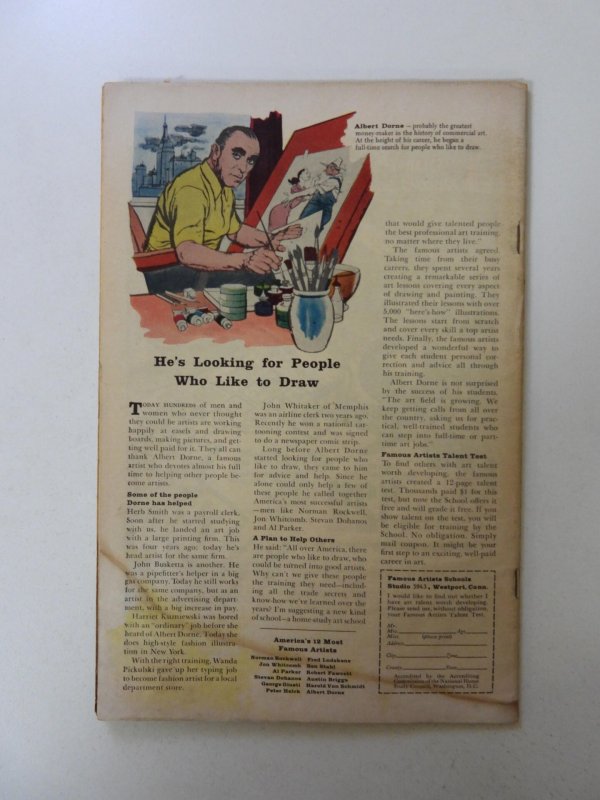 Albert Dorne – probably the greatest
money-maker in the history of commercial art.
At the height of his career, he began a
full-time search for people who like to draw.
He's Looking for People
Who Like to Draw
TODAY HUNDREDS of men and
women who never thought
they could be artists are working
happily at easels and drawing
boards, making pictures, and get-
ting well paid for it. They all can
thank Albert Dorne, a famous
artist who devotes almost his full
time to helping other people be-
come artists.
Some of the people
Dorne has helped
Herb Smith was a payroll clerk.
Soon after he started studying
with us, he landed an art job
with a large printing firm. This
was four years ago; today he's
head artist for the same firm.
John Busketta is another. He
was a pipefitter's helper in a big
gas company. Today he still works
for the same company, but as an
artist in the advertising depart-
ment, with a big increase in pay.
Harriet Kuzniewski was bored
with an "ordinary" job before she
heard of Albert Dorne. Today she
does high-style fashion illustra-
tion in New York.
With the right training, Wanda
Pickulski gave up her typing job
to become fashion artist for a local
department store.
John Whitaker of Memphis
was an airline clerk two years ago.
Recently he won a national car-
tooning contest and was signed
to do a newspaper comic strip.
Long before Albert Dorne
started looking for people who
like to draw, they came to him
for advice and help. Since he
alone could only help a few of
these people he called together
America's most successful artists
—men like Norman Rockwell,
Jon Whitcomb, Stevan Dohanos
and Al Parker.
A Plan to Help Others
He said: "All over America, there
are people who like to draw, who
could be turned into good artists.
Why can't we give these people
the training they need—includ-
ing all the trade secrets and
know-how we've learned over the
years? I'm suggesting a new kind
of school—a home-study art school
America's 12 Most
Famous Artists
Norman Rockwell
Jon Whitcomb
Al Parker
Stevan Dohanos
George Giusti
Peter Helck
Fred Ludekens
Ben Stahl
Robert Fawcett
Austin Briggs
Harold Von Schmidt
Albert Dorne
that would give talented people
the best professional art training,
no matter where they live."
The famous artists agreed.
Taking time from their busy
careers, they spent several years
creating a remarkable series of
art lessons covering every aspect
of drawing and painting. They
illustrated their lessons with over
5,000 "here's-how" illustrations.
The lessons start from scratch
and cover every skill a top artist
needs. Finally, the famous artists
developed a wonderful way to
give each student personal cor-
rection and advice all through
his training.
Albert Dorne is not surprised
by the success of his students.
"The art field is growing. We
keep getting calls from all over
the country, asking us for prac-
tical, well-trained students who
can step into full-time or part-
time art jobs."
Famous Artists Talent Test
To find others with art talent
worth developing, the famous
artists created a 12-page talent
test. Thousands paid $1 for this
test, but now the School offers it
free and will grade it free. If you
show talent on the test, you will
be eligible for training by the
School. No obligation. Simply
mail coupon. It might be your
first step to an exciting, well-paid
career in art.
Famous Artists Schools
Westport, Conn.
I would like to find out whether I
have art talent worth developing.
Please send me, without obligation,
your Famous Artists Talent Test.
Mr.
Mrs. Age
Miss (please print)
Address
City Zone
County State
Accredited by the Accrediting
Commission of the National Home
Study Council, Washington, D.C.